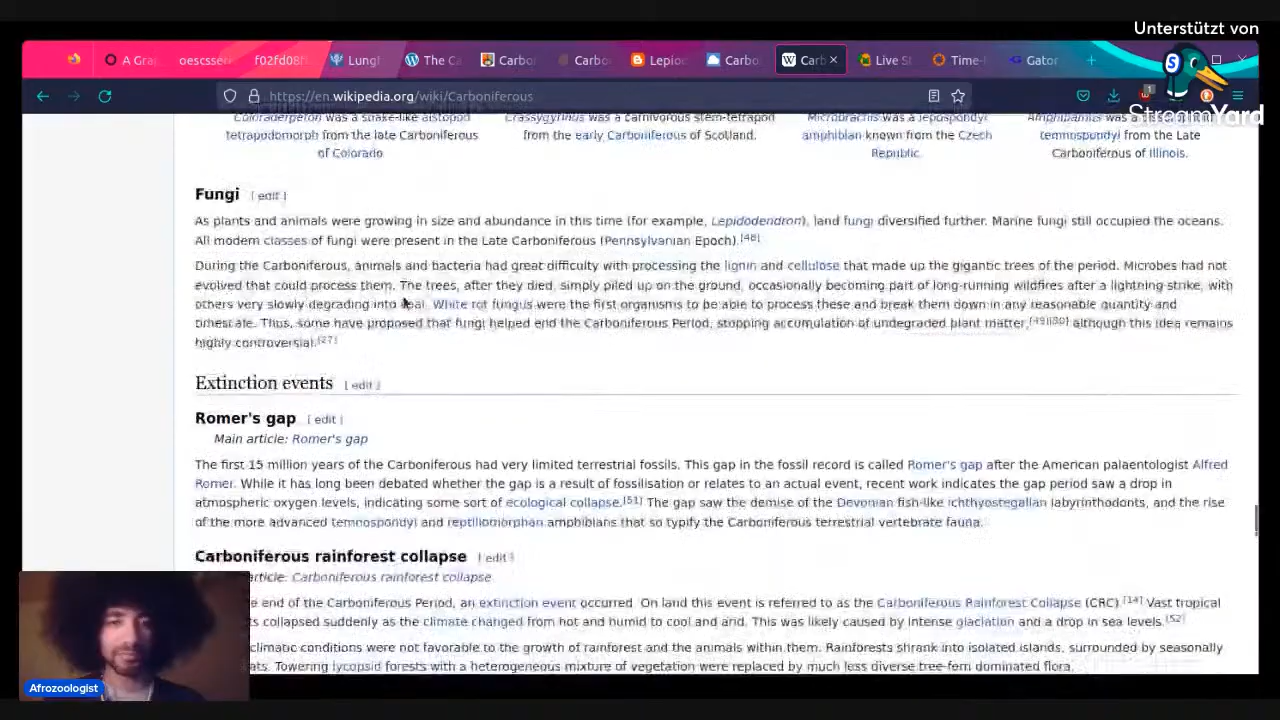 Unterstützt von
StreamYard
A Gra
oescsser
f02fd08f
Lungf
The Ca
Carbor
Carbo
Lepido
Carbo
Carb
Live S
Time-
Gator
https://en.wikipedia.org/wiki/Carboniferous
1
Coloraderpeton was a snake-like aïstopod
tetrapodomorph from the late Carboniferous
of Colorado
Crassygyrinus was a carnivorous stem-tetrapod
from the early Carboniferous of Scotland.
Microbrachis was a lepospondyl
amphibian known from the Czech
Republic.
Amphibamus was a
temnospondyl from the Late
Carboniferous of Illinois.
Fungi [ edit ]
As plants and animals were growing in size and abundance in this time (for example, Lepidodendron), land fungi diversified further. Marine fungi still occupied the oceans.
All modern classes of fungi were present in the Late Carboniferous (Pennsylvanian Epoch).[48]
During the Carboniferous, animals and bacteria had great difficulty with processing the lignin and cellulose that made up the gigantic trees of the period. Microbes had not
evolved that could process them. The trees, after they died, simply piled up on the ground, occasionally becoming part of long-running wildfires after a lightning strike, with
others very slowly degrading into coal. White rot fungus were the first organisms to be able to process these and break them down in any reasonable quantity and
timescale. Thus, some have proposed that fungi helped end the Carboniferous Period, stopping accumulation of undegraded plant matter,[49][50] although this idea remains
highly controversial.[27]
Extinction events [ edit ]
Romer's gap [ edit ]
Main article: Romer's gap
The first 15 million years of the Carboniferous had very limited terrestrial fossils. This gap in the fossil record is called Romer's gap after the American palaentologist Alfred
Romer. While it has long been debated whether the gap is a result of fossilisation or relates to an actual event, recent work indicates the gap period saw a drop in
atmospheric oxygen levels, indicating some sort of ecological collapse.[51] The gap saw the demise of the Devonian fish-like ichthyostegalian labyrinthodonts, and the rise
of the more advanced temnospondyl and reptiliomorphan amphibians that so typify the Carboniferous terrestrial vertebrate fauna.
Carboniferous rainforest collapse [ edit ]
article: Carboniferous rainforest collapse
e end of the Carboniferous Period, an extinction event occurred. On land this event is referred to as the Carboniferous Rainforest Collapse (CRC).[14] Vast tropical
ts collapsed suddenly as the climate changed from hot and humid to cool and arid. This was likely caused by intense glaciation and a drop in sea levels.[52]
climatic conditions were not favorable to the growth of rainforest and the animals within them. Rainforests shrank into isolated islands, surrounded by seasonally
ats. Towering lycopsid forests with a heterogeneous mixture of vegetation were replaced by much less diverse tree-fern dominated flora.
Afrozoologist